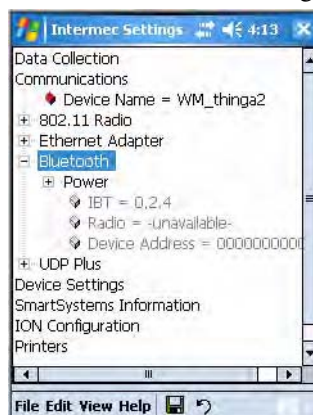 Intermec Settings 4:13
Data Collection
Communications
Device Name = WM_thinga2
802.11 Radio
Ethernet Adapter
Bluetooth
Power
IBT = 0,2,4
Radio = -unavailable-
Device Address = 0000000000
UDP Plus
Device Settings
SmartSystems Information
ION Configuration
Printers
File Edit View Help